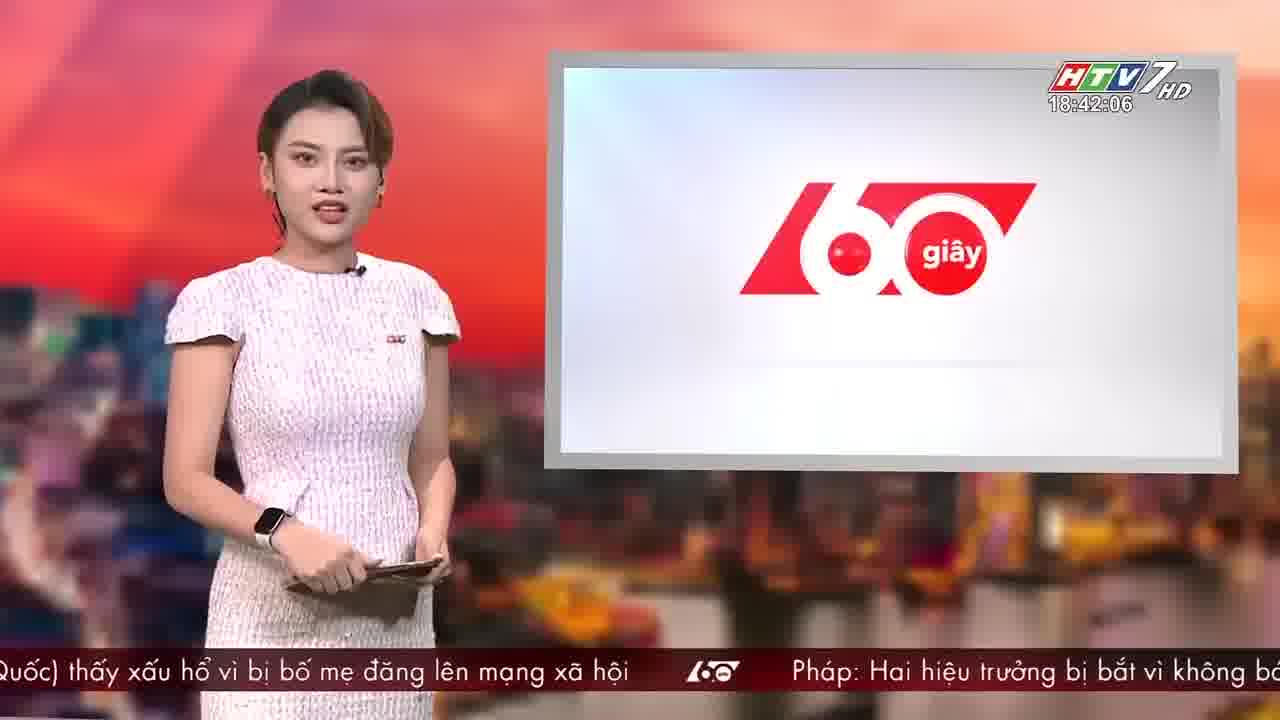 HTV7 HD
18:42:06
60 giây
Quốc) thấy xấu hổ vì bị bố mẹ đăng lên mạng xã hội 60 Pháp: Hai hiệu trưởng bị bắt vì không